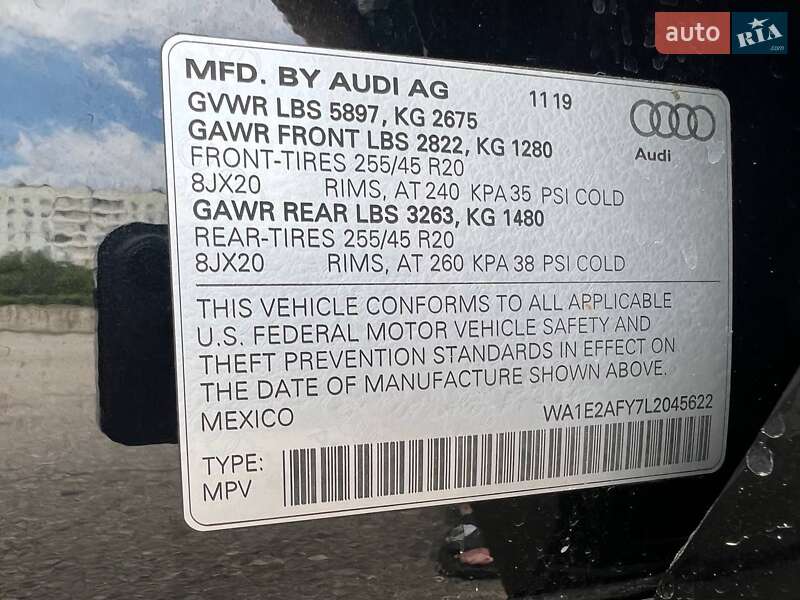 auto RIA
MFD. BY AUDI AG 11 19
GVWR LBS 5897, KG 2675
GAWR FRONT LBS 2822, KG 1280
FRONT-TIRES 255/45 R20
8JX20 RIMS, AT 240 KPA 35 PSI COLD
GAWR REAR LBS 3263, KG 1480
REAR-TIRES 255/45 R20
8JX20 RIMS, AT 260 KPA 38 PSI COLD
Audi
THIS VEHICLE CONFORMS TO ALL APPLICABLE
U.S. FEDERAL MOTOR VEHICLE SAFETY AND
THEFT PREVENTION STANDARDS IN EFFECT ON
THE DATE OF MANUFACTURE SHOWN ABOVE.
MEXICO WA1E2AFY7L2045622
TYPE:
MPV